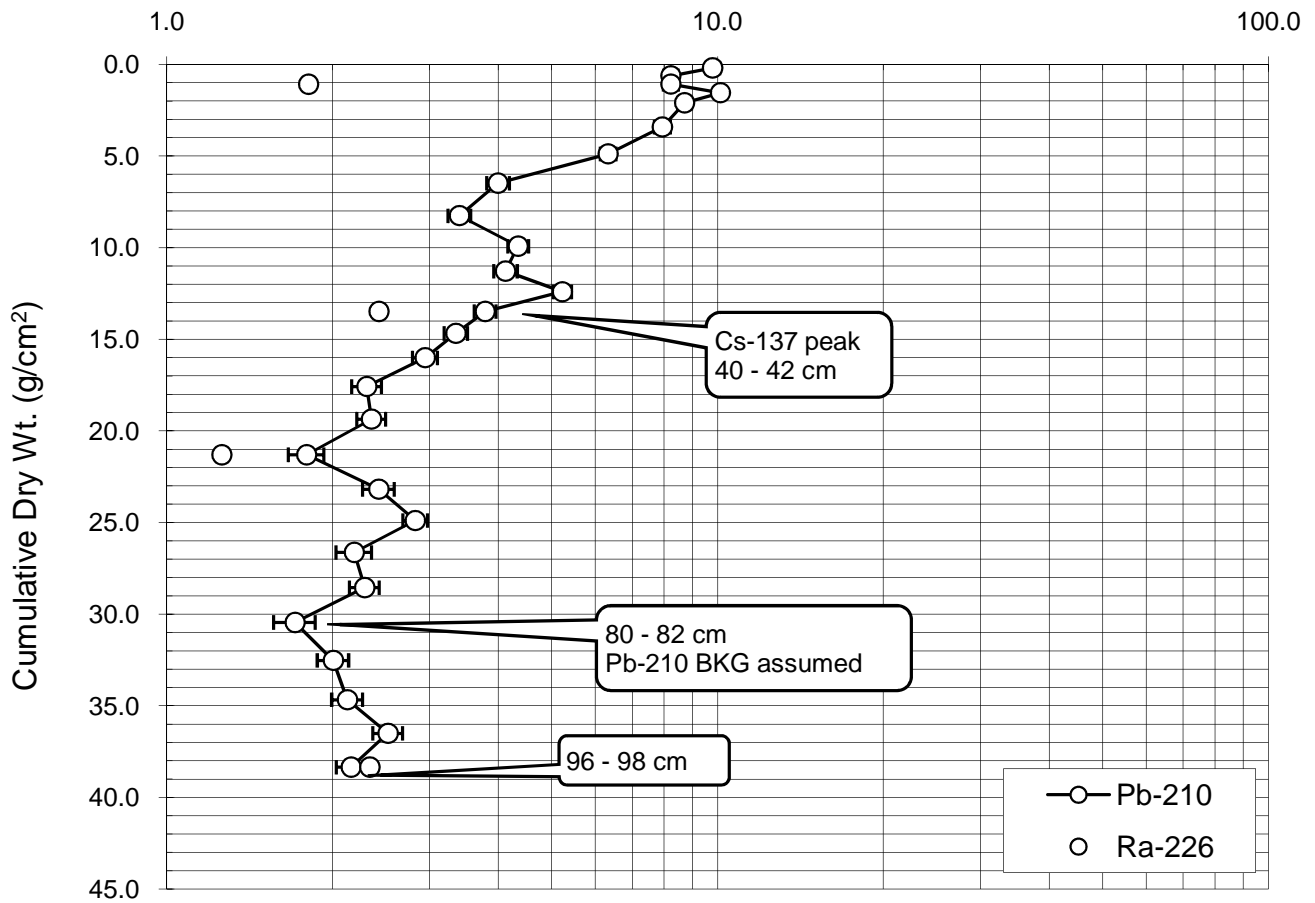 1.0 10.0 100.0
0.0
5.0
10.0
15.0
20.0
25.0
30.0
35.0
40.0
45.0
Cumulative Dry Wt. (g/cm²)
Cs-137 peak
40 - 42 cm
80 - 82 cm
Pb-210 BKG assumed
96 - 98 cm
Pb-210
Ra-226